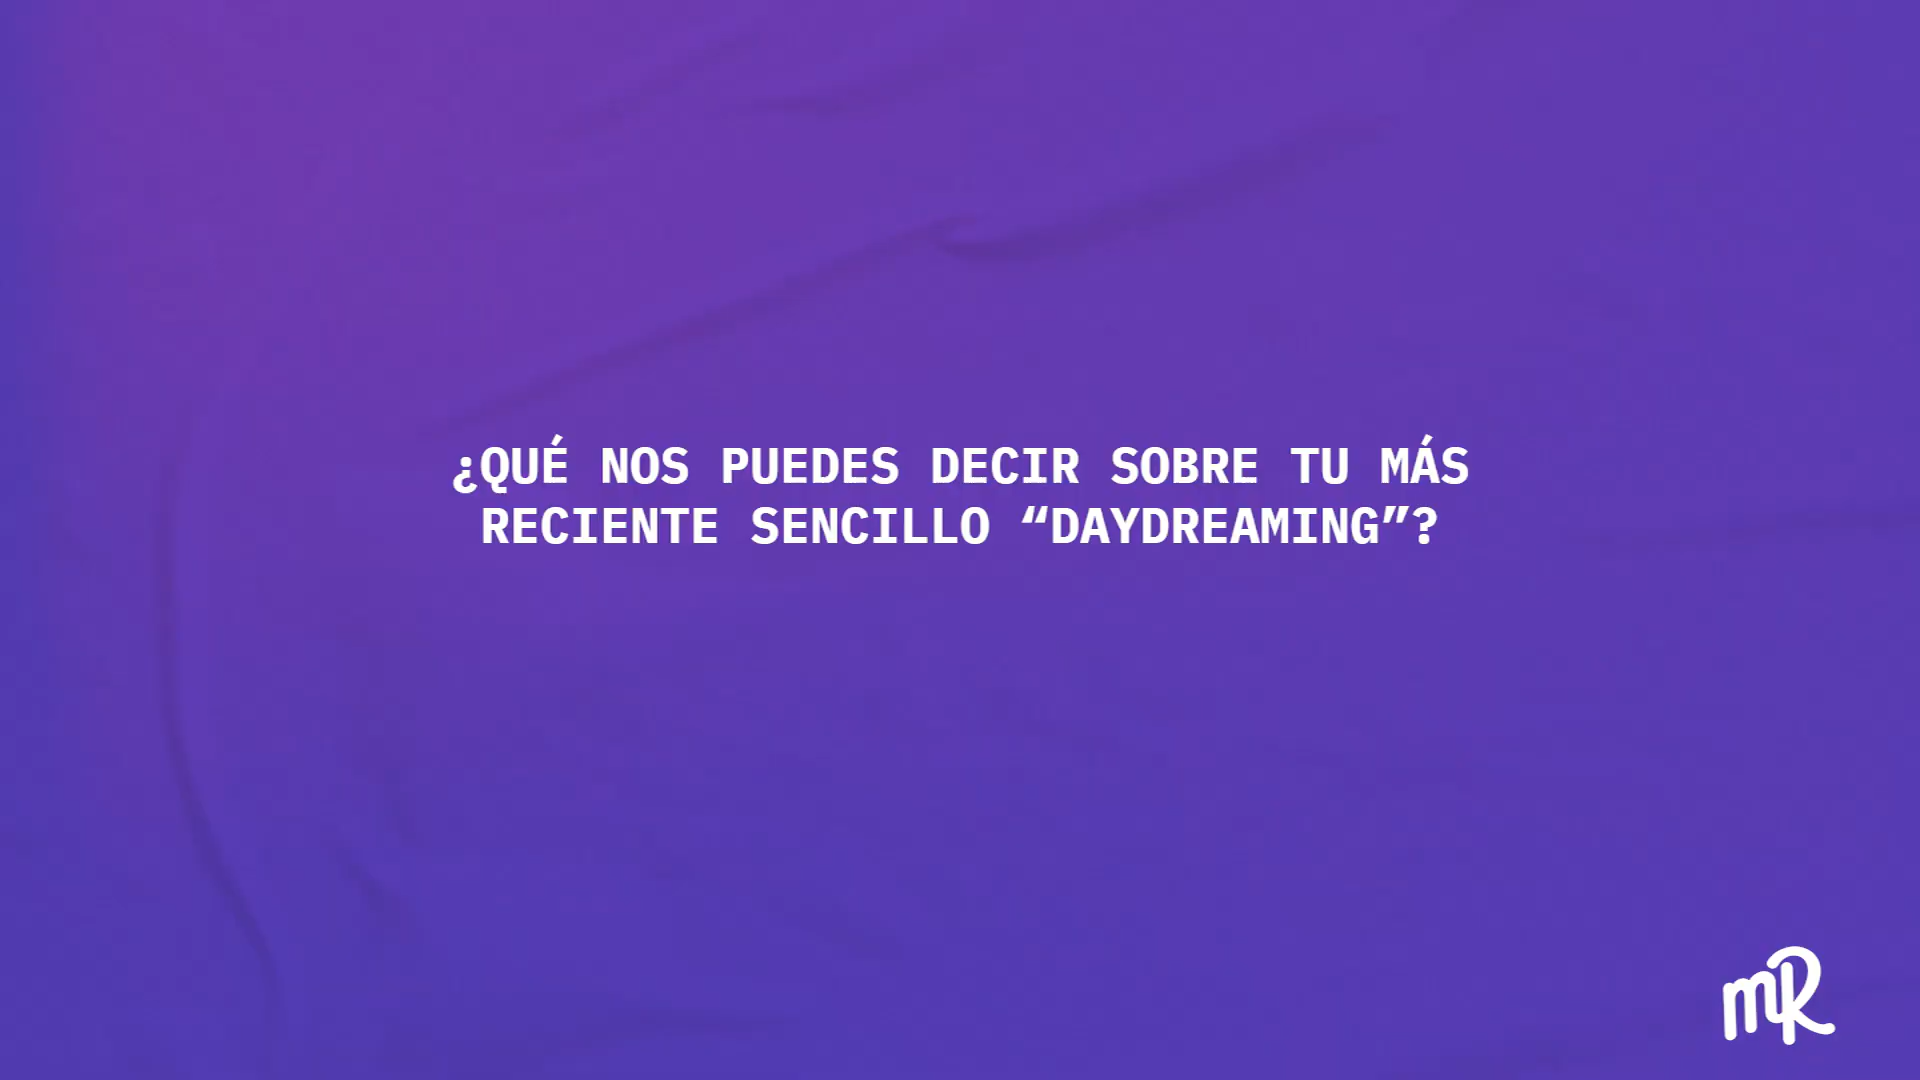 ¿QUÉ NOS PUEDES DECIR SOBRE TU MÁS
RECIENTE SENCILLO “DAYDREAMING”?
mR